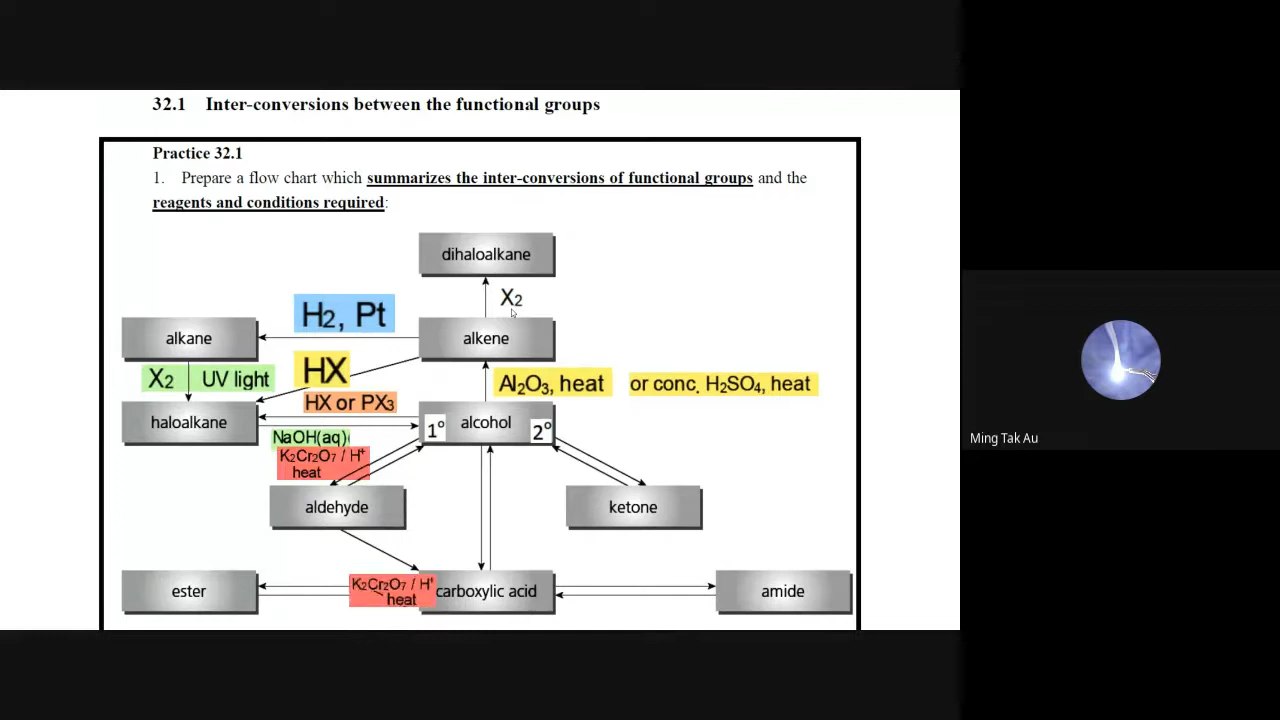 32.1 Inter-conversions between the functional groups
Practice 32.1
1. Prepare a flow chart which summarizes the inter-conversions of functional groups and the
reagents and conditions required:
dihaloalkane
X2
H2, Pt
alkane
alkene
X2 UV light
HX
Al2O3, heat
or conc. H2SO4, heat
HX or PX3
haloalkane
1° alcohol 2°
NaOH(aq)
K2Cr2O7 / H+
heat
aldehyde
ketone
Ming Tak Au
K2Cr2O7 / H+
heat
ester
carboxylic acid
amide